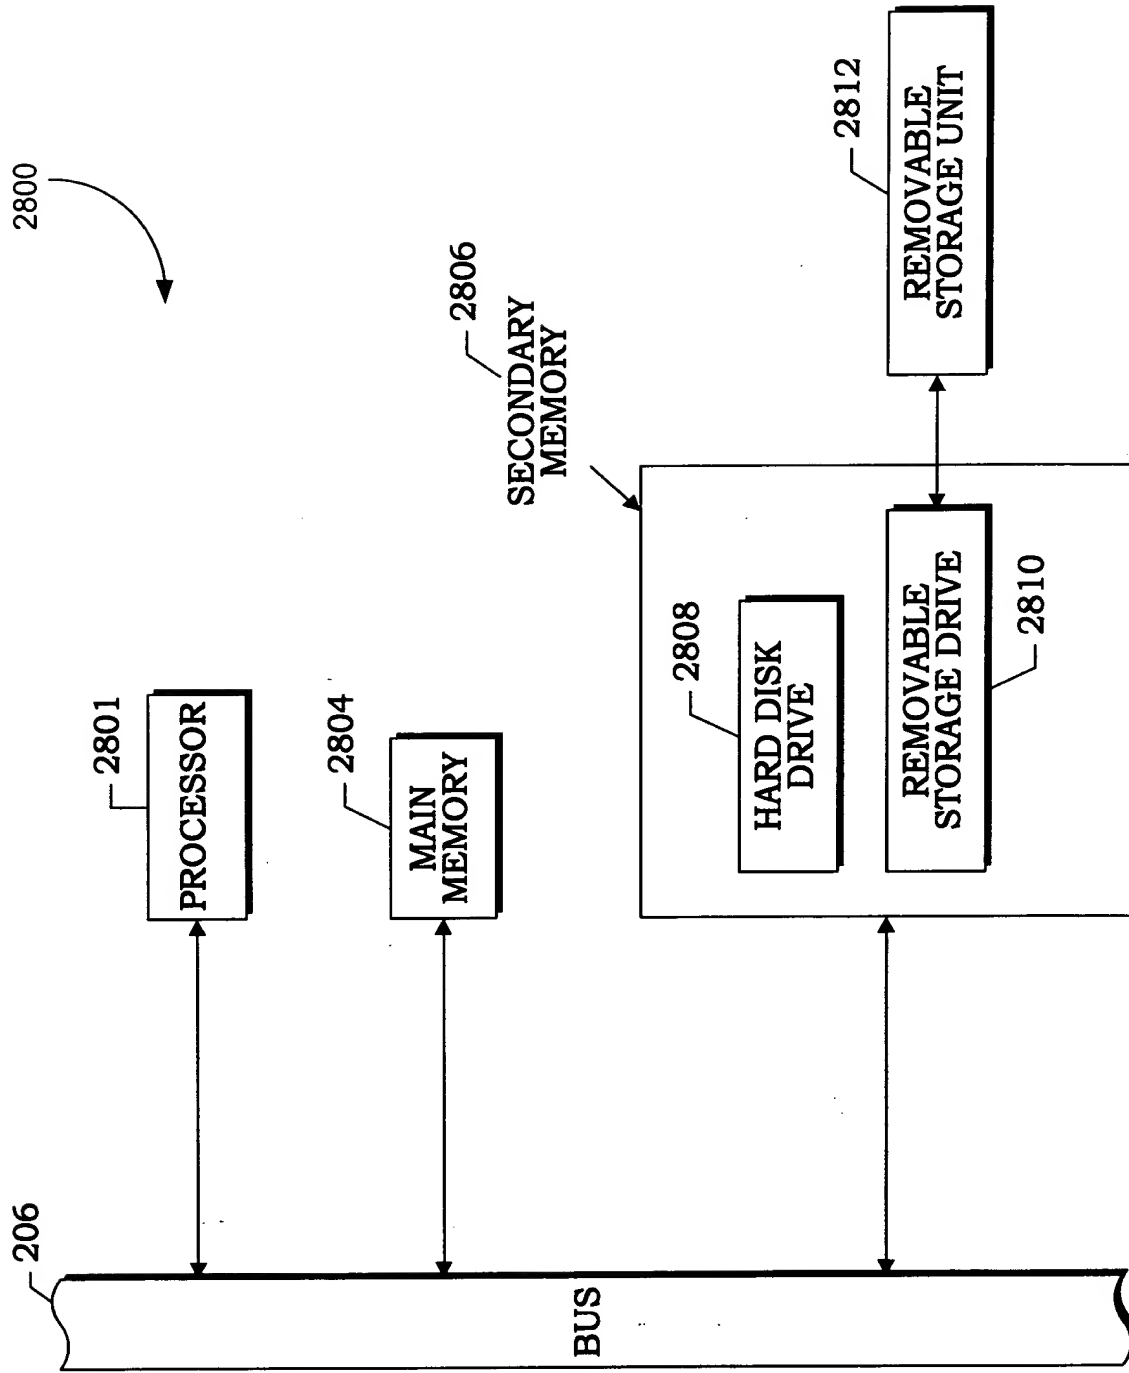 2800
206
BUS
2801
PROCESSOR
2804
MAIN
MEMORY
2806
SECONDARY
MEMORY
2808
HARD DISK
DRIVE
REMOVABLE
STORAGE DRIVE
2810
2812
REMOVABLE
STORAGE UNIT